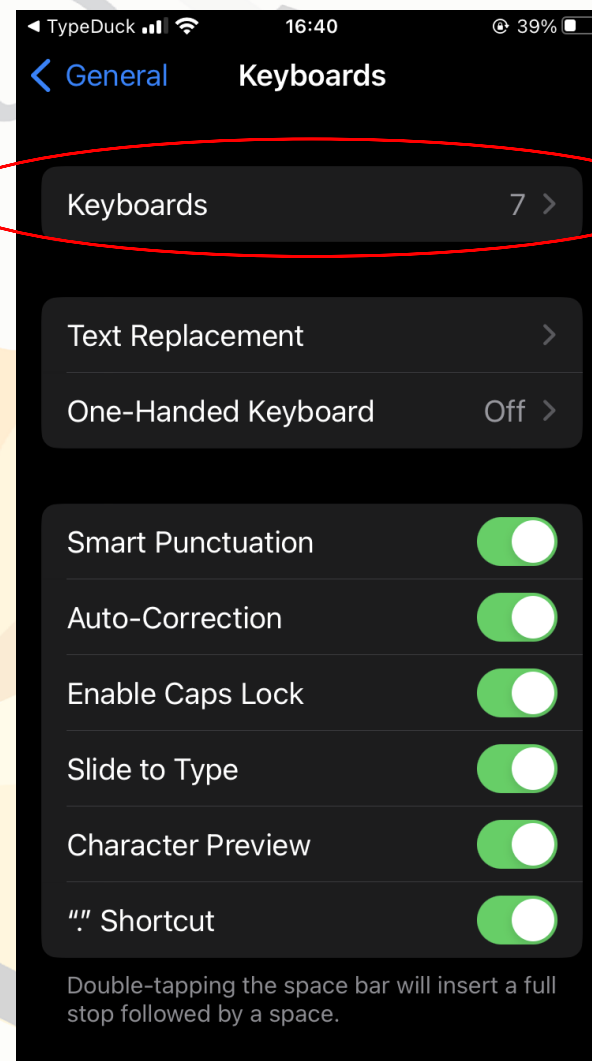 ◀ TypeDuck 16:40 39%
General Keyboards
Keyboards 7
Text Replacement
One-Handed Keyboard Off
Smart Punctuation
Auto-Correction
Enable Caps Lock
Slide to Type
Character Preview
“.” Shortcut
Double-tapping the space bar will insert a full
stop followed by a space.